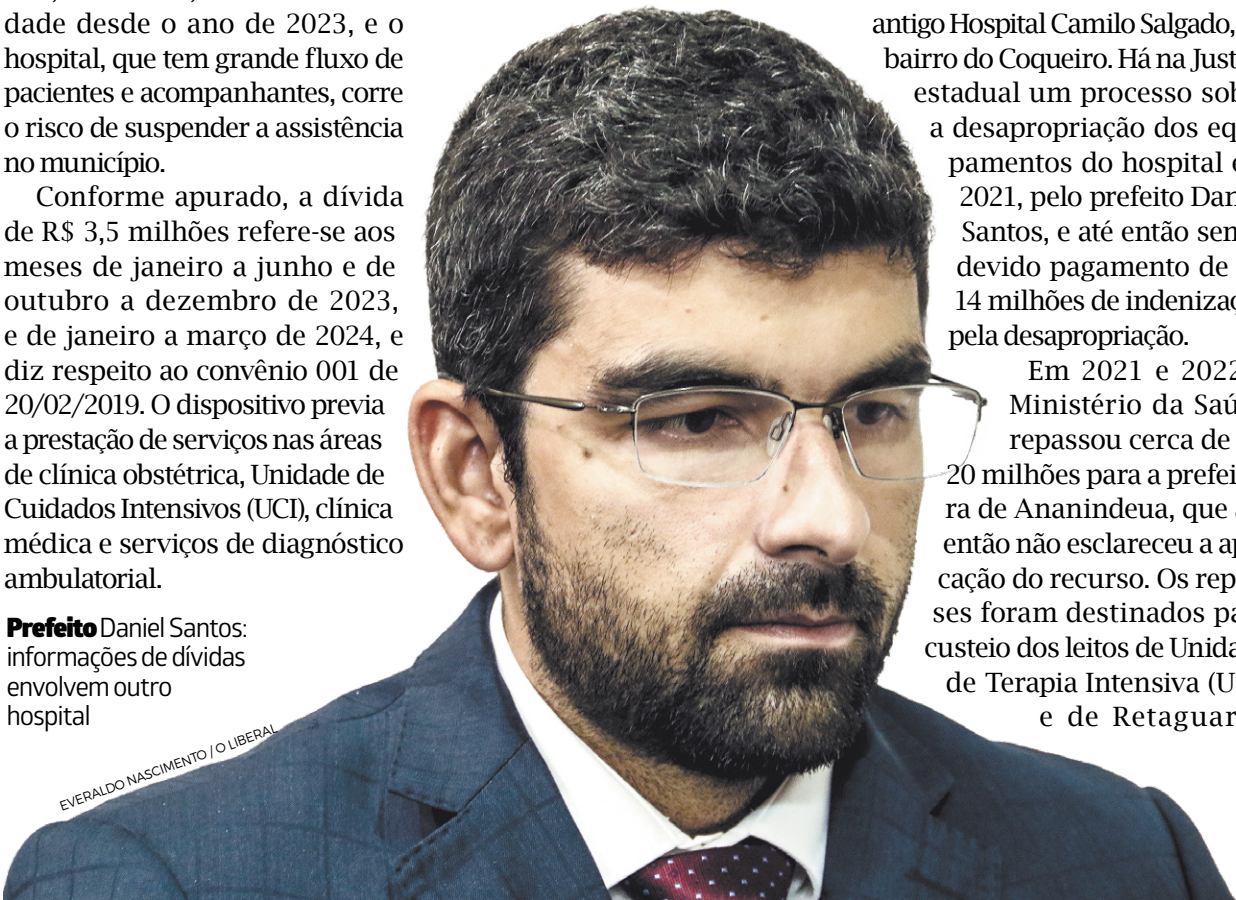 dade desde o ano de 2023, e o
hospital, que tem grande fluxo de
pacientes e acompanhantes, corre
o risco de suspender a assistência
no município.
Conforme apurado, a dívida
de R$ 3,5 milhões refere-se aos
meses de janeiro a junho e de
outubro a dezembro de 2023,
e de janeiro a março de 2024, e
diz respeito ao convênio 001 de
20/02/2019. O dispositivo previa
a prestação de serviços nas áreas
de clínica obstétrica, Unidade de
Cuidados Intensivos (UCI), clínica
médica e serviços de diagnóstico
ambulatorial.
Prefeito Daniel Santos:
informações de dívidas
envolvem outro
hospital
EVERALDO NASCIMENTO / O LIBERAL
antigo Hospital Camilo Salgado,
bairro do Coqueiro. Há na Just
estadual um processo sob
a desapropriação dos eq
pamentos do hospital e
2021, pelo prefeito Dan
Santos, e até então sen
devido pagamento de
14 milhões de indenizaç
pela desapropriação.
Em 2021 e 2022
Ministério da Saú
repassou cerca de
20 milhões para a prefei
ra de Ananindeua, que a
então não esclareceu a ap
cação do recurso. Os rep
ses foram destinados pa
custeio dos leitos de Unida
de Terapia Intensiva (U
e de Retaguar